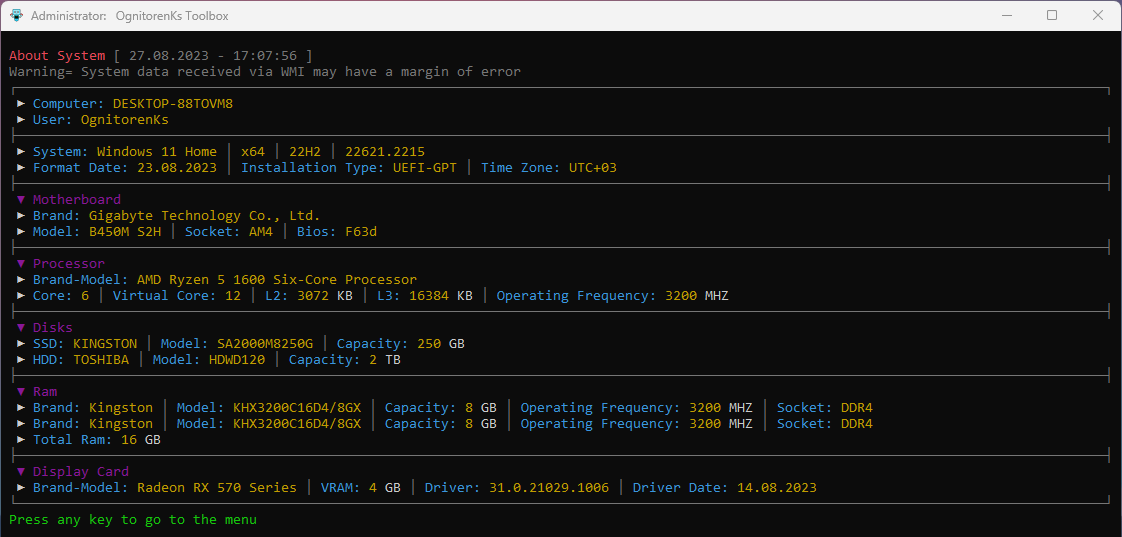 Administrator:  OgnitorenKs Toolbox
About System [ 27.08.2023 - 17:07:56 ]
Warning= System data received via WMI may have a margin of error
► Computer: DESKTOP-88TOVM8
► User: OgnitorenKs
► System: Windows 11 Home │ x64 │ 22H2 │ 22621.2215
► Format Date: 23.08.2023 │ Installation Type: UEFI-GPT │ Time Zone: UTC+03
▼ Motherboard
► Brand: Gigabyte Technology Co., Ltd.
► Model: B450M S2H │ Socket: AM4 │ Bios: F63d
▼ Processor
► Brand-Model: AMD Ryzen 5 1600 Six-Core Processor
► Core: 6 │ Virtual Core: 12 │ L2: 3072 KB │ L3: 16384 KB │ Operating Frequency: 3200 MHZ
▼ Disks
► SSD: KINGSTON │ Model: SA2000M8250G │ Capacity: 250 GB
► HDD: TOSHIBA │ Model: HDWD120 │ Capacity: 2 TB
▼ Ram
► Brand: Kingston │ Model: KHX3200C16D4/8GX │ Capacity: 8 GB │ Operating Frequency: 3200 MHZ │ Socket: DDR4
► Brand: Kingston │ Model: KHX3200C16D4/8GX │ Capacity: 8 GB │ Operating Frequency: 3200 MHZ │ Socket: DDR4
► Total Ram: 16 GB
▼ Display Card
► Brand-Model: Radeon RX 570 Series │ VRAM: 4 GB │ Driver: 31.0.21029.1006 │ Driver Date: 14.08.2023
Press any key to go to the menu